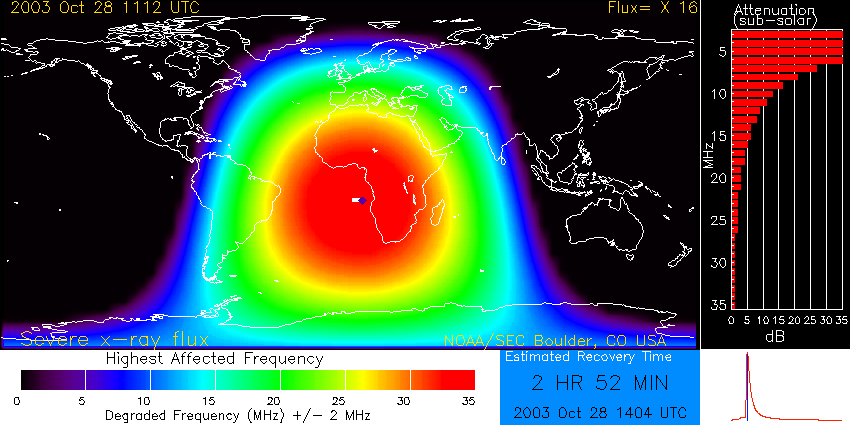 2003 Oct 28 1112 UTC
Flux= X 16
Attenuation
(sub-solar)
5
10
15
20
25
30
35
MHz
0 5 10 15 20 25 30 35
dB
Severe x-ray flux
NOAA/SEC Boulder, CO USA
Highest Affected Frequency
0 5 10 15 20 25 30 35
Degraded Frequency (MHz) +/- 2 MHz
Estimated Recovery Time
2 HR 52 MIN
2003 Oct 28 1404 UTC